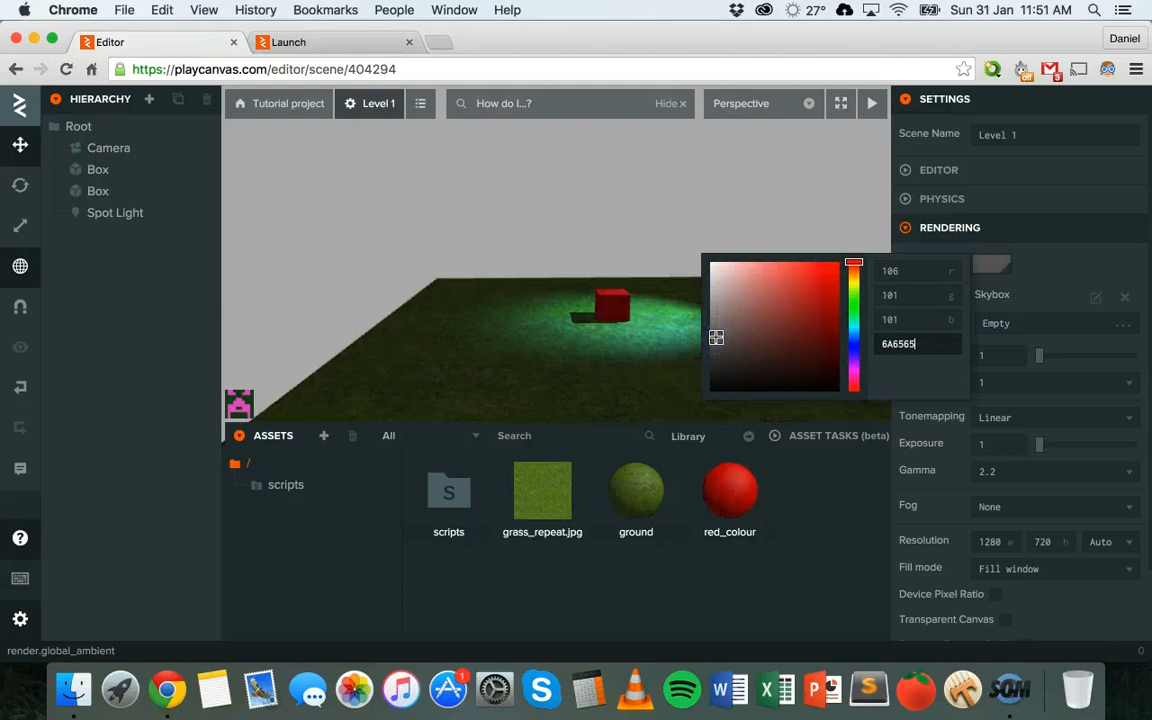 Chrome File Edit View History Bookmarks People Window Help 27° Sun 31 Jan 11:51 AM
Editor × Launch × Daniel
https://playcanvas.com/editor/scene/404294
off 3
HIERARCHY
Tutorial project Level 1 How do I...? Hide× Perspective
SETTINGS
Root
Camera
Box
Box
Spot Light
Scene Name Level 1
EDITOR
PHYSICS
RENDERING
106 r
101 g
101 b
6A6565
Skybox
Empty ...
1
1
Tonemapping Linear
Exposure 1
Gamma 2.2
Fog None
Resolution 1280 w 720 h Auto
Fill mode Fill window
Device Pixel Ratio
Transparent Canvas
ASSETS All Search Library ASSET TASKS (beta)
/
scripts
S
scripts grass_repeat.jpg ground red_colour
render.global_ambient 0
1
SOM